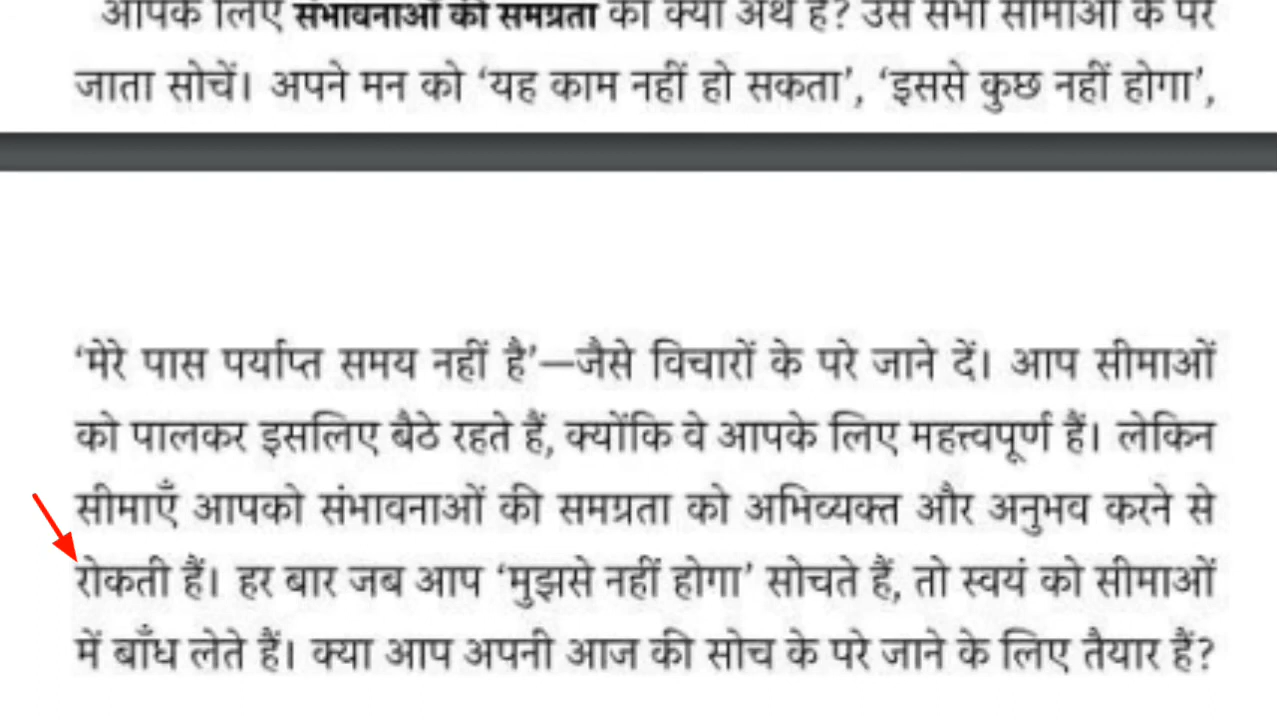 आपके लिए संभावनाओं की समग्रता का क्या अर्थ है? उसे सभी सीमाओं के परे
जाता सोचें। अपने मन को ‘यह काम नहीं हो सकता’, ‘इससे कुछ नहीं होगा’,
‘मेरे पास पर्याप्त समय नहीं है’—जैसे विचारों के परे जाने दें। आप सीमाओं
को पालकर इसलिए बैठे रहते हैं, क्योंकि वे आपके लिए महत्त्वपूर्ण हैं। लेकिन
सीमाएँ आपको संभावनाओं की समग्रता को अभिव्यक्त और अनुभव करने से
रोकती हैं। हर बार जब आप ‘मुझसे नहीं होगा’ सोचते हैं, तो स्वयं को सीमाओं
में बाँध लेते हैं। क्या आप अपनी आज की सोच के परे जाने के लिए तैयार हैं?